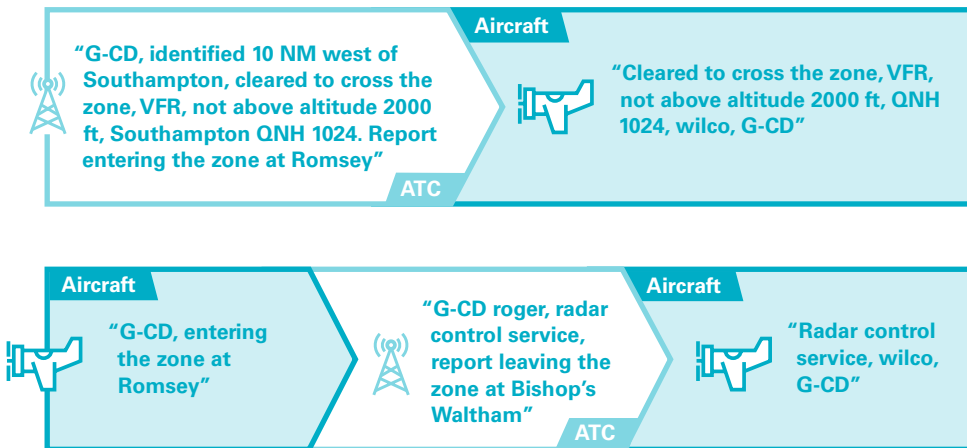 “G-CD, identified 10 NM west of
Southampton, cleared to cross the
zone, VFR, not above altitude 2000
ft, Southampton QNH 1024. Report
entering the zone at Romsey”
ATC
Aircraft
“Cleared to cross the zone, VFR,
not above altitude 2000 ft, QNH
1024, wilco, G-CD”
Aircraft
“G-CD, entering
the zone at
Romsey”
“G-CD roger, radar
control service,
report leaving the
zone at Bishop’s
Waltham”
ATC
Aircraft
“Radar control
service, wilco,
G-CD”